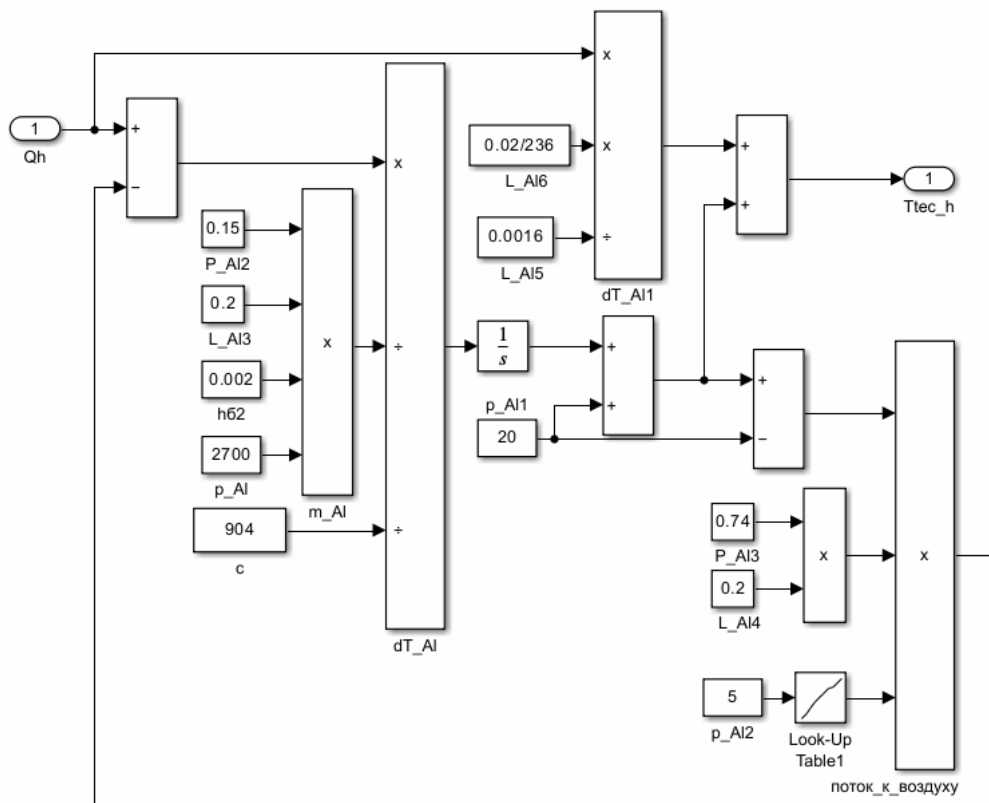 1
Qh
+
−
0.15
P_Al2
0.2
L_Al3
0.002
hб2
2700
p_Al
904
c
x
m_Al
x
÷
÷
dT_Al
0.02/236
L_Al6
0.0016
L_Al5
x
x
÷
dT_Al1
1
s
20
p_Al1
+
+
+
+
1
Ttec_h
+
−
0.74
P_Al3
0.2
L_Al4
x
5
p_Al2
Look-Up
Table1
x
поток_к_воздуху